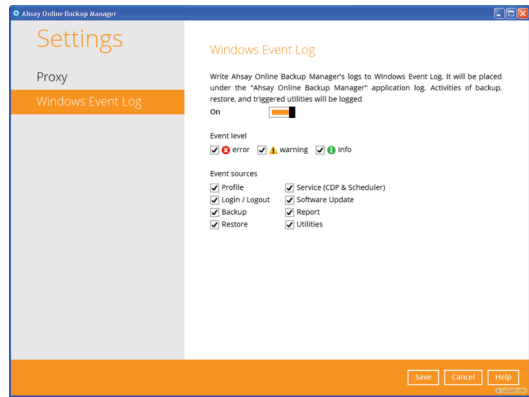 Ahsay Online Backup Manager
Settings
Proxy
Windows Event Log
Windows Event Log
Write Ahsay Online Backup Manager's logs to Windows Event Log. It will be placed
under the "Ahsay Online Backup Manager" application log. Activities of backup,
restore, and triggered utilities will be logged
On
Event level
error warning Info
Event sources
Profile Service (CDP & Scheduler)
Login / Logout Software Update
Backup Report
Restore Utilities
Save Cancel Help